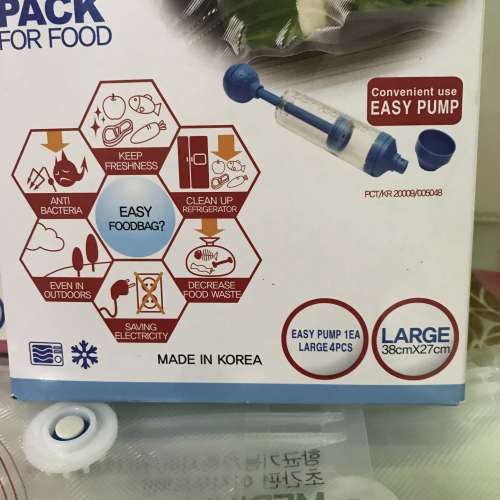 PACK
FOR FOOD
Convenient use
EASY PUMP
PCT/KR 20009/005048
KEEP
FRESHNESS
ANTI
BACTERIA
CLEAN UP
REFRIGERATOR
EASY
FOODBAG?
EVEN IN
OUTDOORS
DECREASE
FOOD WASTE
SAVING
ELECTRICITY
MADE IN KOREA
EASY PUMP 1EA
LARGE 4PCS
LARGE
38cmX27cm